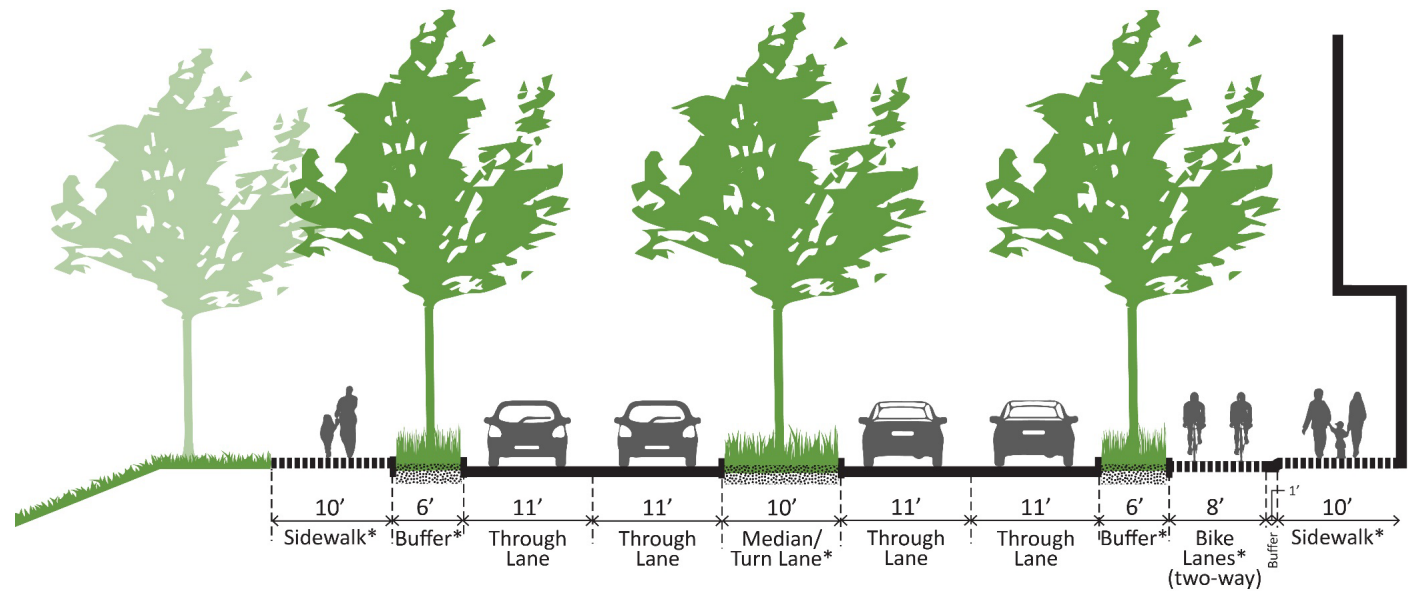 10’ 6’ 11’ 11’ 10’ 11’ 11’ 6’ 8’ 1’ 10’
Sidewalk* Buffer* Through Lane Through Lane Median/ Turn Lane* Through Lane Through Lane Buffer* Bike Lanes* (two-way) Buffer Sidewalk*